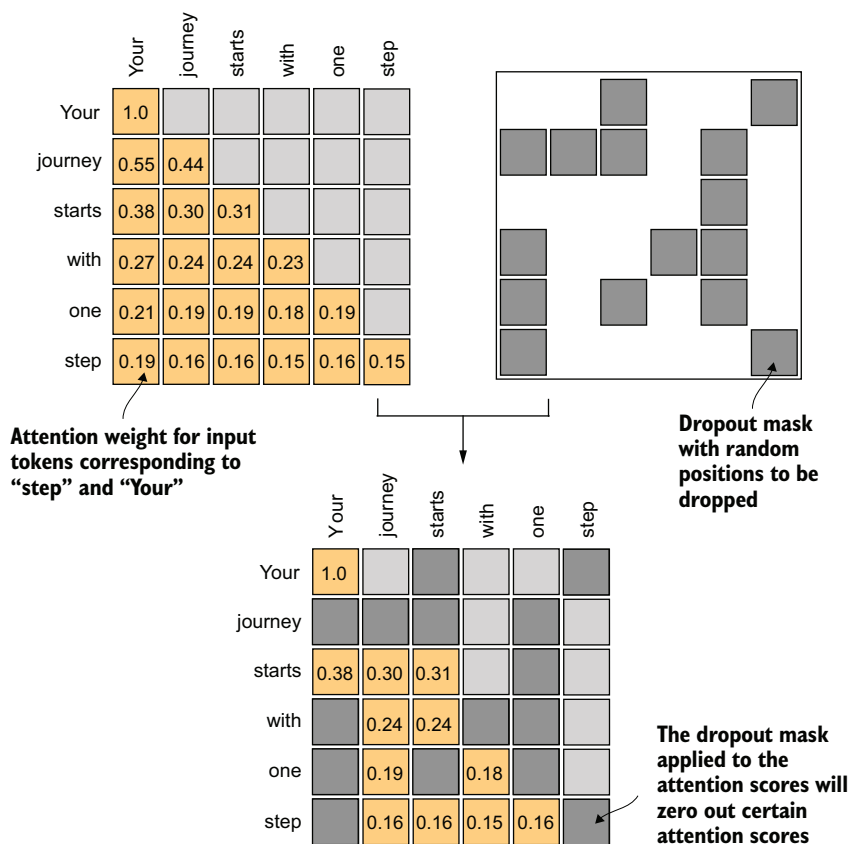 Your journey starts with one step
Your 1.0
journey 0.55 0.44
starts 0.38 0.30 0.31
with 0.27 0.24 0.24 0.23
one 0.21 0.19 0.19 0.18 0.19
step 0.19 0.16 0.16 0.15 0.16 0.15
Attention weight for input
tokens corresponding to
“step” and “Your”
Dropout mask
with random
positions to be
dropped
Your journey starts with one step
Your 1.0
journey
starts 0.38 0.30 0.31
with 0.24 0.24
one 0.19 0.18
step 0.16 0.16 0.15 0.16
The dropout mask
applied to the
attention scores will
zero out certain
attention scores